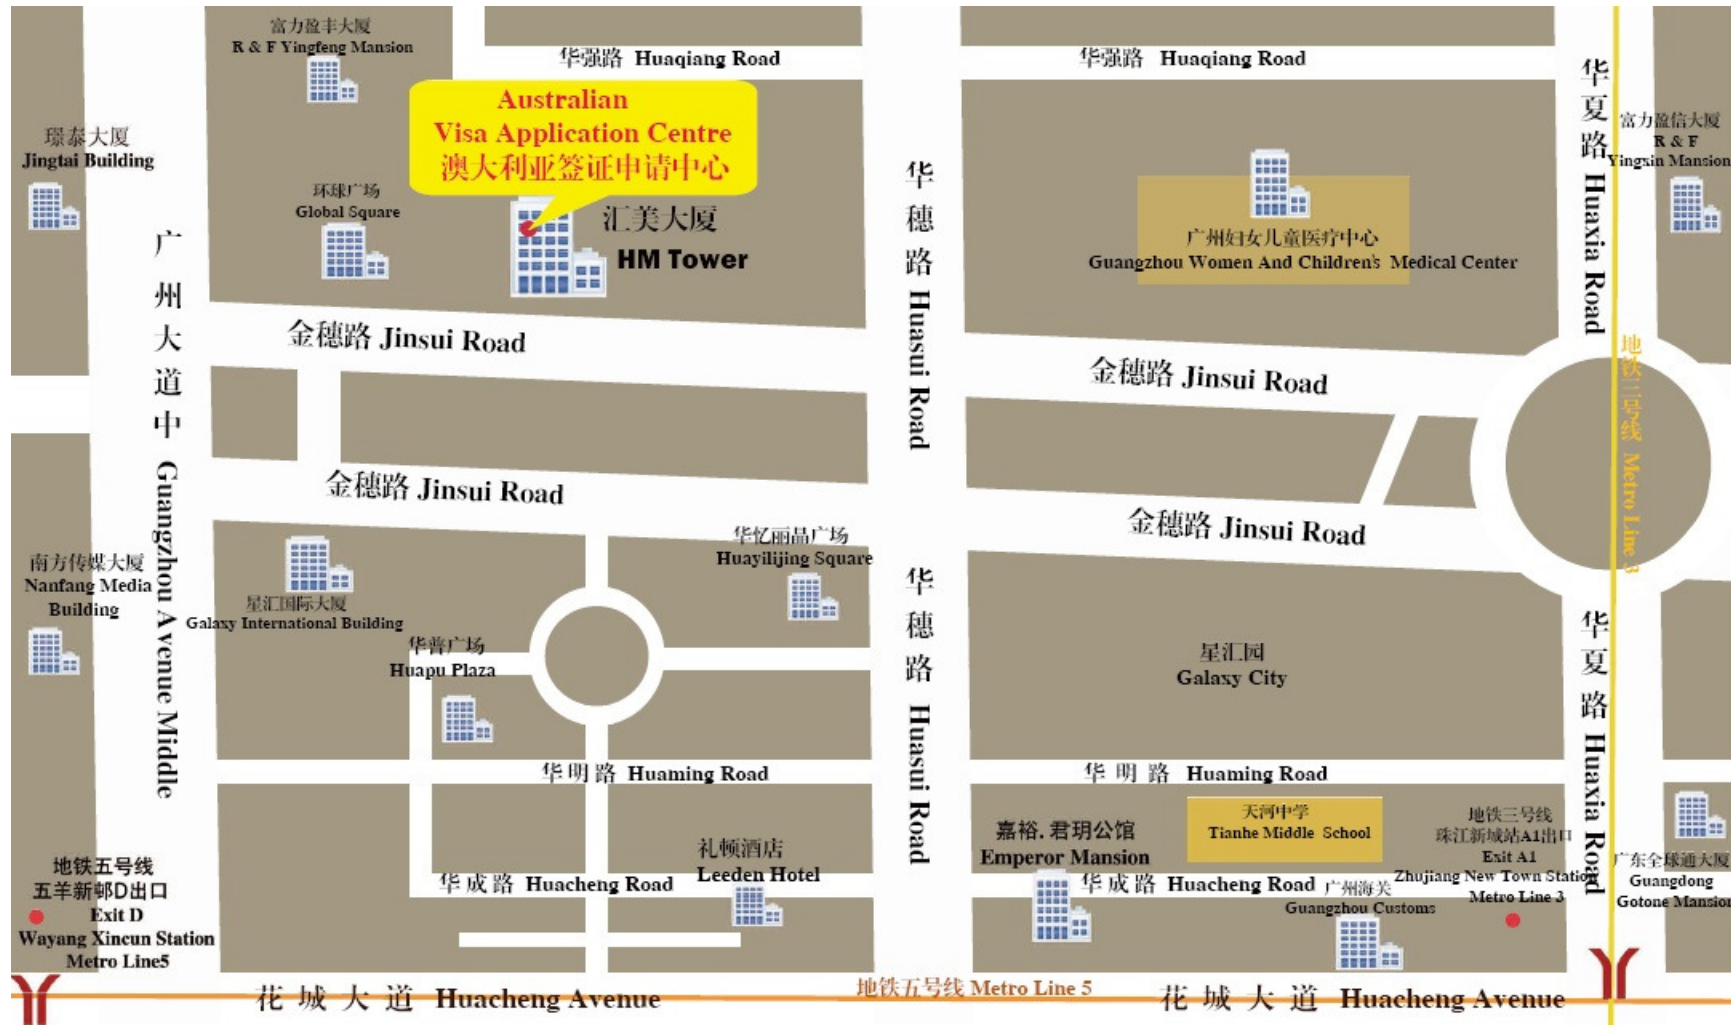 富力盈丰大厦
R & F Yingfeng Mansion
华强路 Huaqiang Road
华强路 Huaqiang Road
Australian
Visa Application Centre
澳大利亚签证申请中心
璟泰大厦
Jingtai Building
环球广场
Global Square
汇美大厦
HM Tower
广州妇女儿童医疗中心
Guangzhou Women And Children's Medical Center
华夏路 Huaxia Road
富力盈信大厦
R & F
Yingxin Mansion
广州大道中 Guangzhou Avenue Middle
华穗路 Huasui Road
金穗路 Jinsui Road
金穗路 Jinsui Road
地铁三号线 Metro Line 3
金穗路 Jinsui Road
金穗路 Jinsui Road
南方传媒大厦
Nanfang Media
Building
星汇国际大厦
Galaxy International Building
华忆丽晶广场
Huayilijing Square
华普广场
Huapu Plaza
华穗路 Huasui Road
星汇园
Galaxy City
华夏路 Huaxia Road
华明路 Huaming Road
华明路 Huaming Road
天河中学
Tianhe Middle School
嘉裕.君玥公馆
Emperor Mansion
地铁三号线
珠江新城站A1出口
Exit A1
Zhujiang New Town Station
Metro Line 3
广东全球通大厦
Guangdong
Gotone Mansion
礼顿酒店
Leeden Hotel
华成路 Huacheng Road
华成路 Huacheng Road
广州海关
Guangzhou Customs
地铁五号线
五羊新邨D出口
Exit D
Wayang Xincun Station
Metro Line5
花城大道 Huacheng Avenue
地铁五号线 Metro Line 5
花城大道 Huacheng Avenue